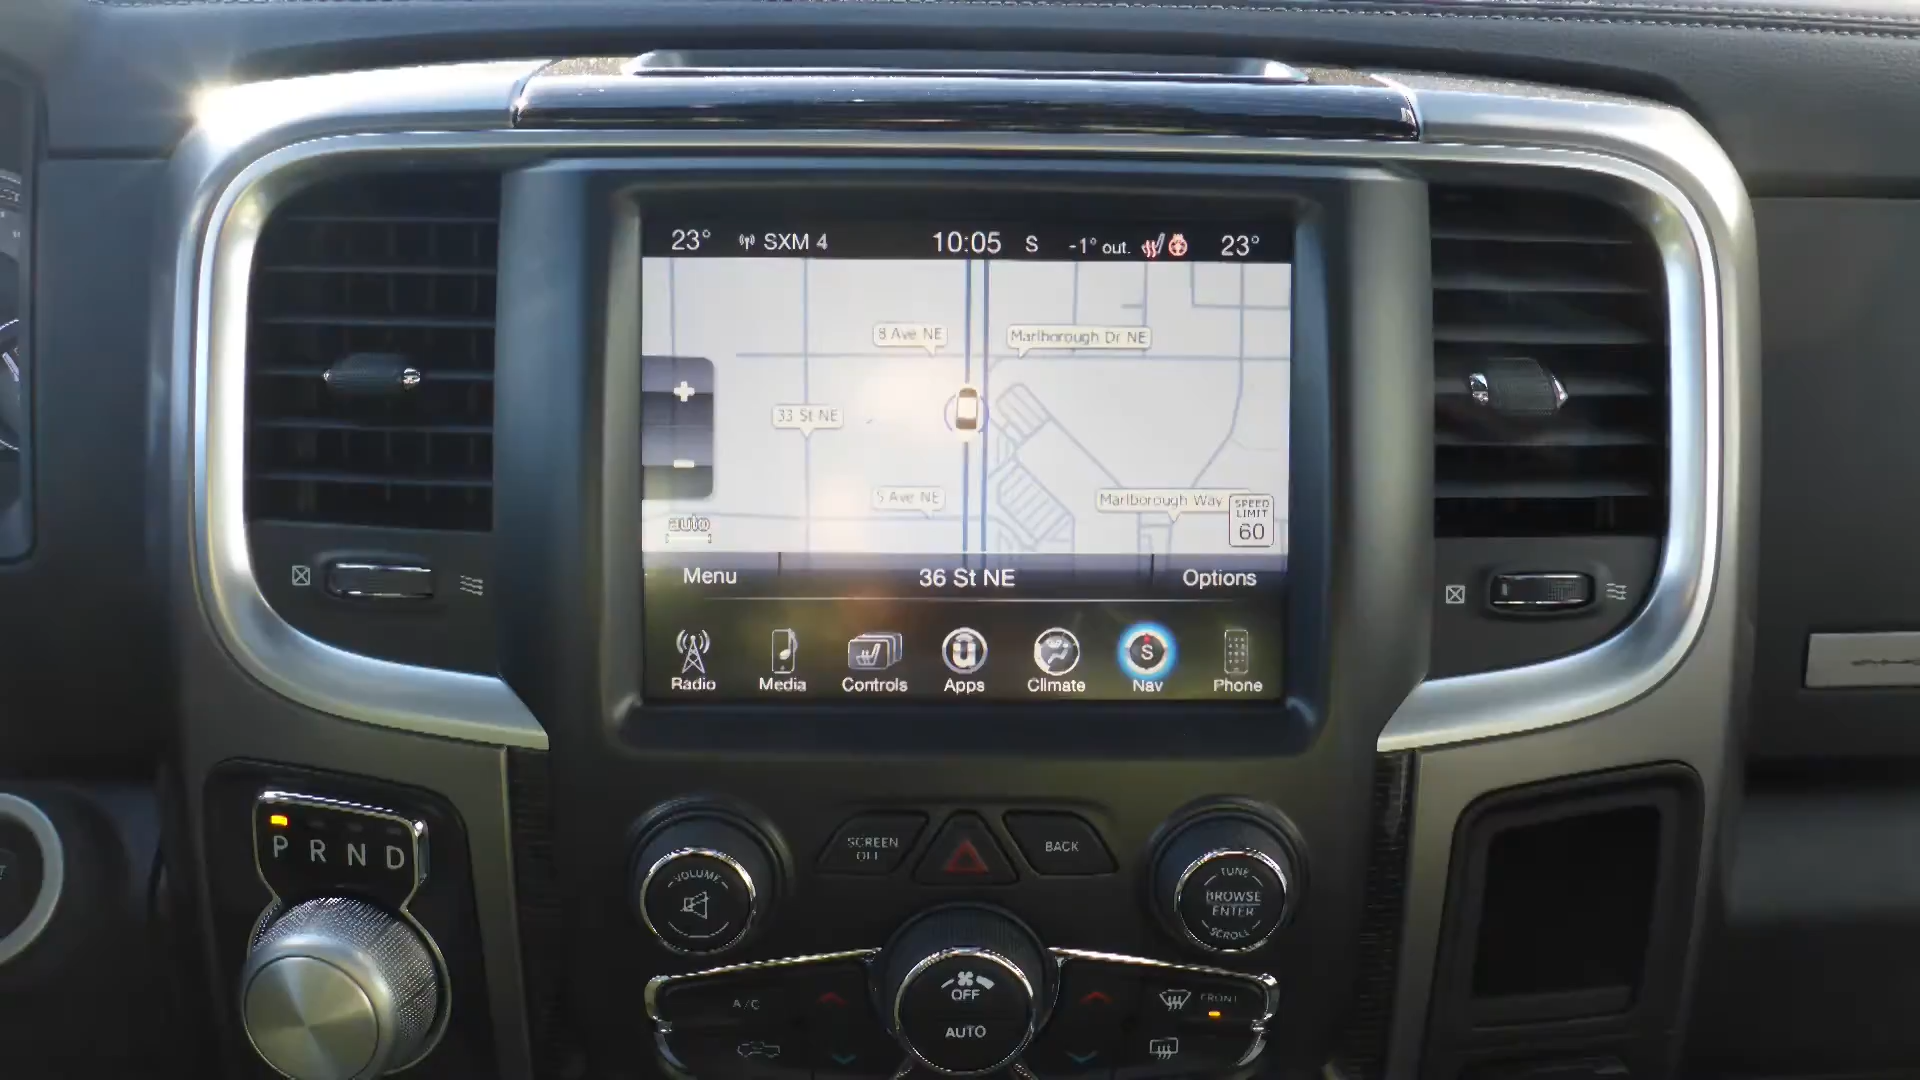 23° SXM 4 10:05 S -1° out. 23°
8 Ave NE
Marlborough Dr NE
33 St NE
5 Ave NE
Marlborough Way
SPEED
LIMIT
60
auto
Menu 36 St NE Options
S
Radio Media Controls Apps Climate Nav Phone
P R N D
SCREEN
OFF
BACK
VOLUME
TUNE
BROWSE
ENTER
SCROLL
OFF
AUTO
A/C
FRONT